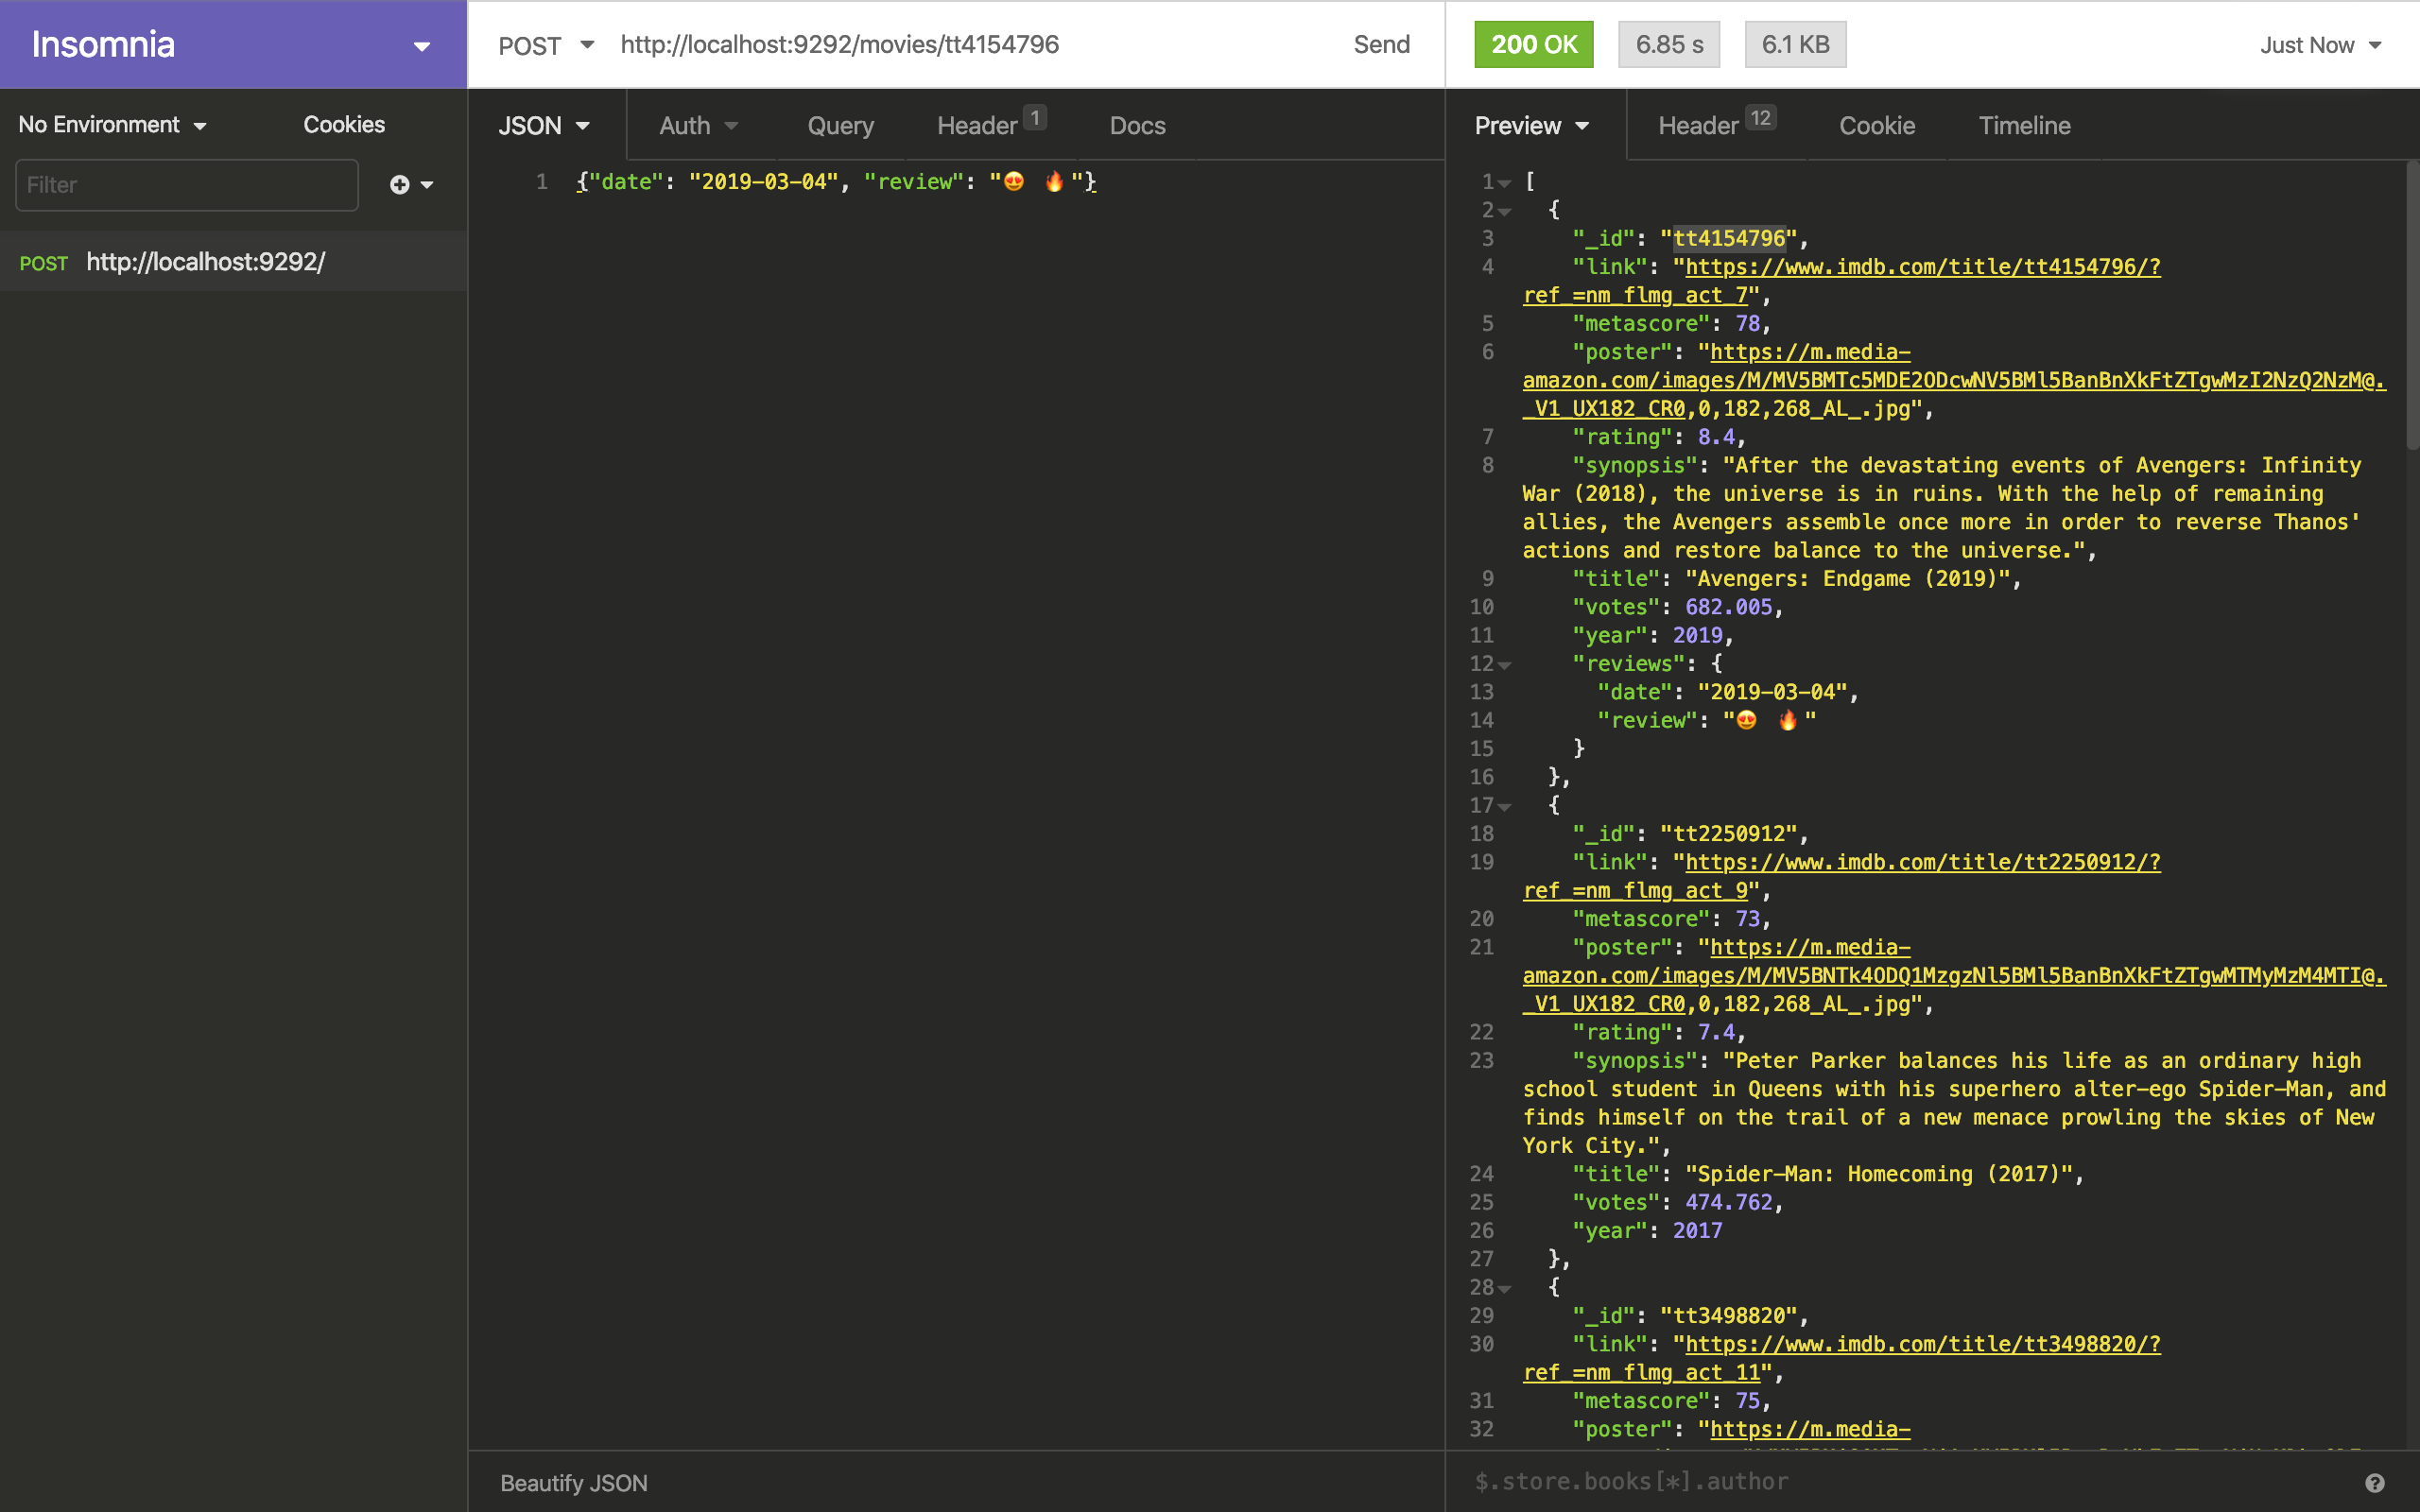 Insomnia
POST http://localhost:9292/movies/tt4154796 Send
200 OK 6.85 s 6.1 KB Just Now
No Environment Cookies
Filter
POST http://localhost:9292/
JSON Auth Query Header 1 Docs
1 {"date": "2019-03-04", "review": "😍 🔥"}
Beautify JSON
Preview Header 12 Cookie Timeline
1 [
2 {
3 "_id": "tt4154796",
4 "link": "https://www.imdb.com/title/tt4154796/?
ref_=nm_flmg_act_7",
5 "metascore": 78,
6 "poster": "https://m.media-
amazon.com/images/M/MV5BMTc5MDE2ODcwNV5BMl5BanBnXkFtZTgwMzI2NzQ2NzM@.
_V1_UX182_CR0,0,182,268_AL_.jpg",
7 "rating": 8.4,
8 "synopsis": "After the devastating events of Avengers: Infinity
War (2018), the universe is in ruins. With the help of remaining
allies, the Avengers assemble once more in order to reverse Thanos'
actions and restore balance to the universe.",
9 "title": "Avengers: Endgame (2019)",
10 "votes": 682.005,
11 "year": 2019,
12 "reviews": {
13 "date": "2019-03-04",
14 "review": "😍 🔥"
15 }
16 },
17 {
18 "_id": "tt2250912",
19 "link": "https://www.imdb.com/title/tt2250912/?
ref_=nm_flmg_act_9",
20 "metascore": 73,
21 "poster": "https://m.media-
amazon.com/images/M/MV5BNTk4ODQ1MzgzNl5BMl5BanBnXkFtZTgwMTMyMzM4MTI@.
_V1_UX182_CR0,0,182,268_AL_.jpg",
22 "rating": 7.4,
23 "synopsis": "Peter Parker balances his life as an ordinary high
school student in Queens with his superhero alter-ego Spider-Man, and
finds himself on the trail of a new menace prowling the skies of New
York City.",
24 "title": "Spider-Man: Homecoming (2017)",
25 "votes": 474.762,
26 "year": 2017
27 },
28 {
29 "_id": "tt3498820",
30 "link": "https://www.imdb.com/title/tt3498820/?
ref_=nm_flmg_act_11",
31 "metascore": 75,
32 "poster": "https://m.media-
$.store.books[*].author